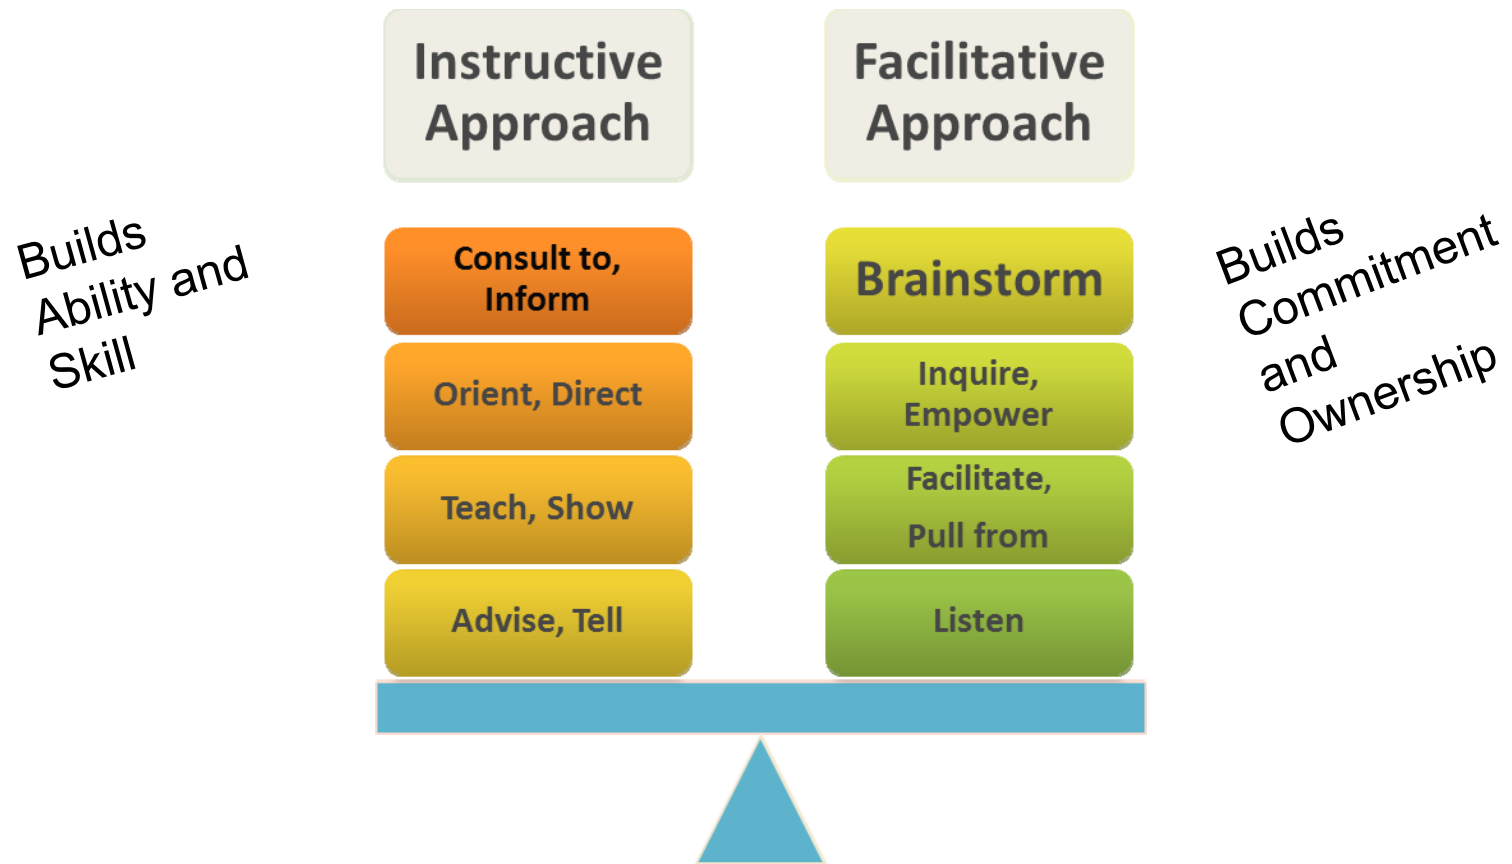 Instructive
Approach
Facilitative
Approach
Builds
Ability and
Skill
Consult to,
Inform
Orient, Direct
Teach, Show
Advise, Tell
Brainstorm
Inquire,
Empower
Facilitate,
Pull from
Listen
Builds
Commitment
and
Ownership